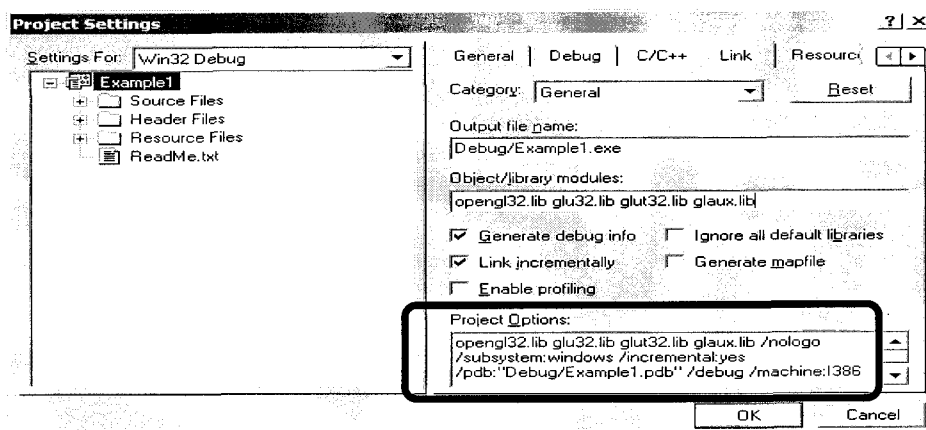 Project Settings
? ×
Settings For: Win32 Debug
Example1
Source Files
Header Files
Resource Files
ReadMe.txt
General Debug C/C++ Link Resourc
Category: General Reset
Output file name:
Debug/Example1.exe
Object/library modules:
opengl32.lib glu32.lib glut32.lib glaux.lib
Generate debug info Ignore all default libraries
Link incrementally Generate mapfile
Enable profiling
Project Options:
opengl32.lib glu32.lib glut32.lib glaux.lib /nologo
/subsystem:windows /incremental:yes
/pdb:"Debug/Example1.pdb" /debug /machine:I386
OK Cancel